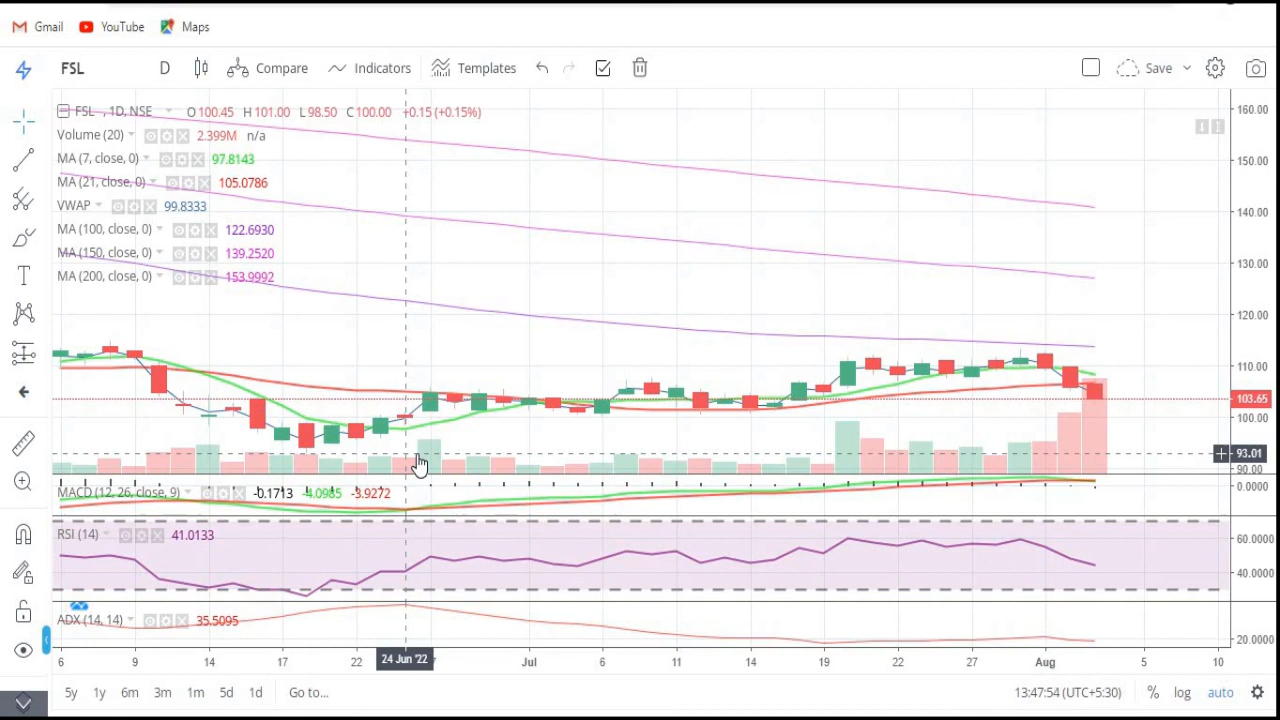 Gmail YouTube Maps
FSL D Compare Indicators Templates Save
FSL , 1D, NSE O100.45 H101.00 L98.50 C100.00 +0.15 (+0.15%)
Volume (20) 2.399M n/a
MA (7, close, 0) 97.8143
MA (21, close, 0) 105.0786
VWAP 99.8333
MA (100, close, 0) 122.6930
MA (150, close, 0) 139.2520
MA (200, close, 0) 153.9992
160.00
150.00
140.00
130.00
120.00
110.00
103.65
100.00
93.01
90.00
MACD (12, 26, close, 9) -0.1713 -4.0985 -3.9272
0.0000
RSI (14) 41.0133
60.0000
40.0000
ADX (14, 14) 35.5095
20.0000
6 9 14 17 22 24 Jun '22 Jul 6 11 14 19 22 27 Aug 5 10
5y 1y 6m 3m 1m 5d 1d Go to... 13:47:54 (UTC+5:30) % log auto